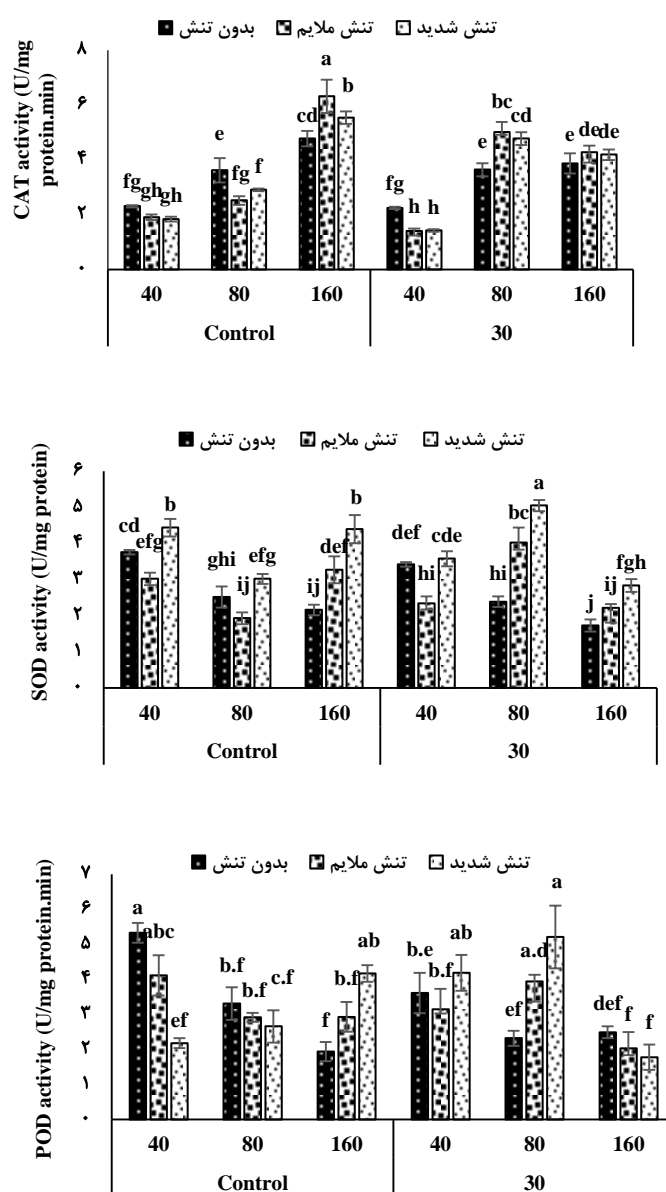 بدون تنش تنش ملایم تنش شدید
CAT activity (U/mg
protein.min)
۸
۶
۴
۲
۰
fg gh gh e fg f cd a b fg h h e bc cd e de de
40 80 160 40 80 160
Control 30
بدون تنش تنش ملایم تنش شدید
SOD activity (U/mg protein)
۶
۵
۴
۳
۲
۱
۰
cd efg b ghi ij efg ij def b def hi cde hi bc a j ij fgh
40 80 160 40 80 160
Control 30
بدون تنش تنش ملایم تنش شدید
POD activity (U/mg protein.min)
۷
۶
۵
۴
۳
۲
۱
۰
a abc ef b.f b.f c.f f b.f ab b.e b.f ab ef a.d a def f f
40 80 160 40 80 160
Control 30